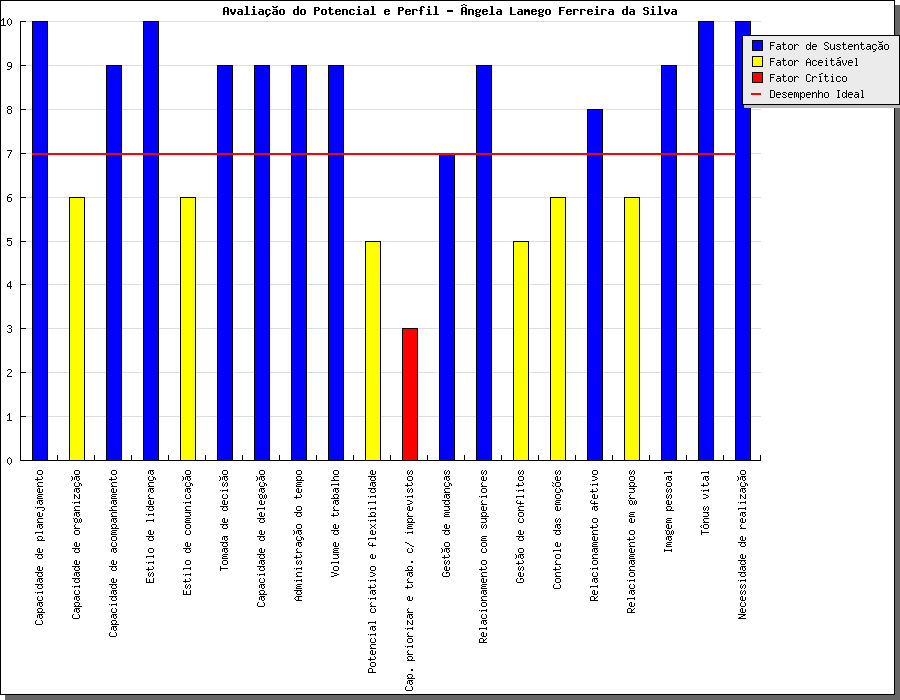 Avaliação do Potencial e Perfil - Ângela Lamego Ferreira da Silva
10
9
8
7
6
5
4
3
2
1
0
Fator de Sustentação
Fator Aceitável
Fator Crítico
Desempenho Ideal
Capacidade de planejamento
Capacidade de organização
Capacidade de acompanhamento
Estilo de liderança
Estilo de comunicação
Tomada de decisão
Capacidade de delegação
Administração do tempo
Volume de trabalho
Potencial criativo e flexibilidade
Cap. priorizar e trab. c/ imprevistos
Gestão de mudanças
Relacionamento com superiores
Gestão de conflitos
Controle das emoções
Relacionamento afetivo
Relacionamento em grupos
Imagem pessoal
Tônus vital
Necessidade de realização